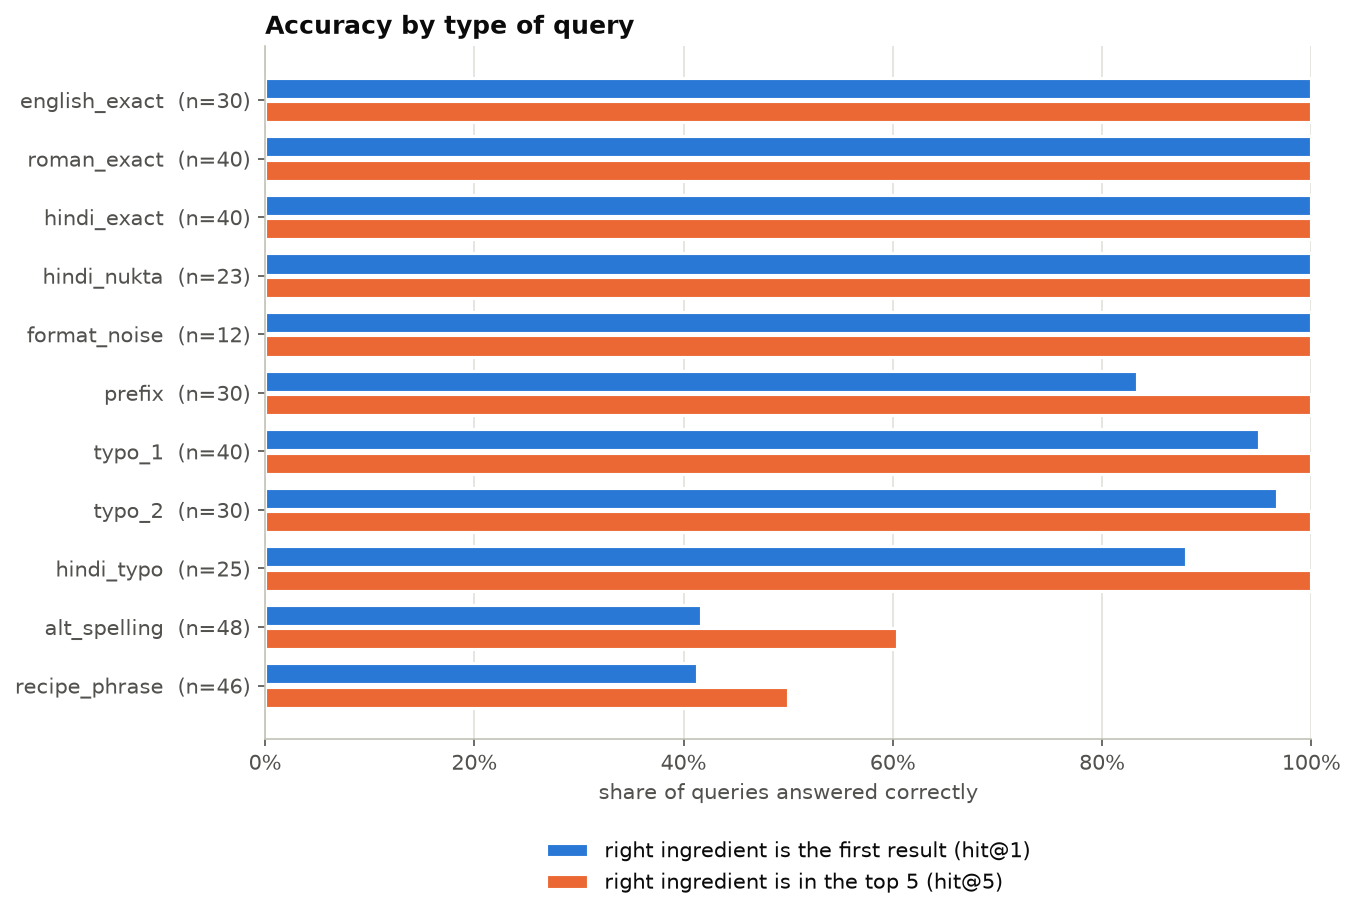 Accuracy by type of query
english_exact (n=30)
roman_exact (n=40)
hindi_exact (n=40)
hindi_nukta (n=23)
format_noise (n=12)
prefix (n=30)
typo_1 (n=40)
typo_2 (n=30)
hindi_typo (n=25)
alt_spelling (n=48)
recipe_phrase (n=46)
0% 20% 40% 60% 80% 100%
share of queries answered correctly
right ingredient is the first result (hit@1)
right ingredient is in the top 5 (hit@5)